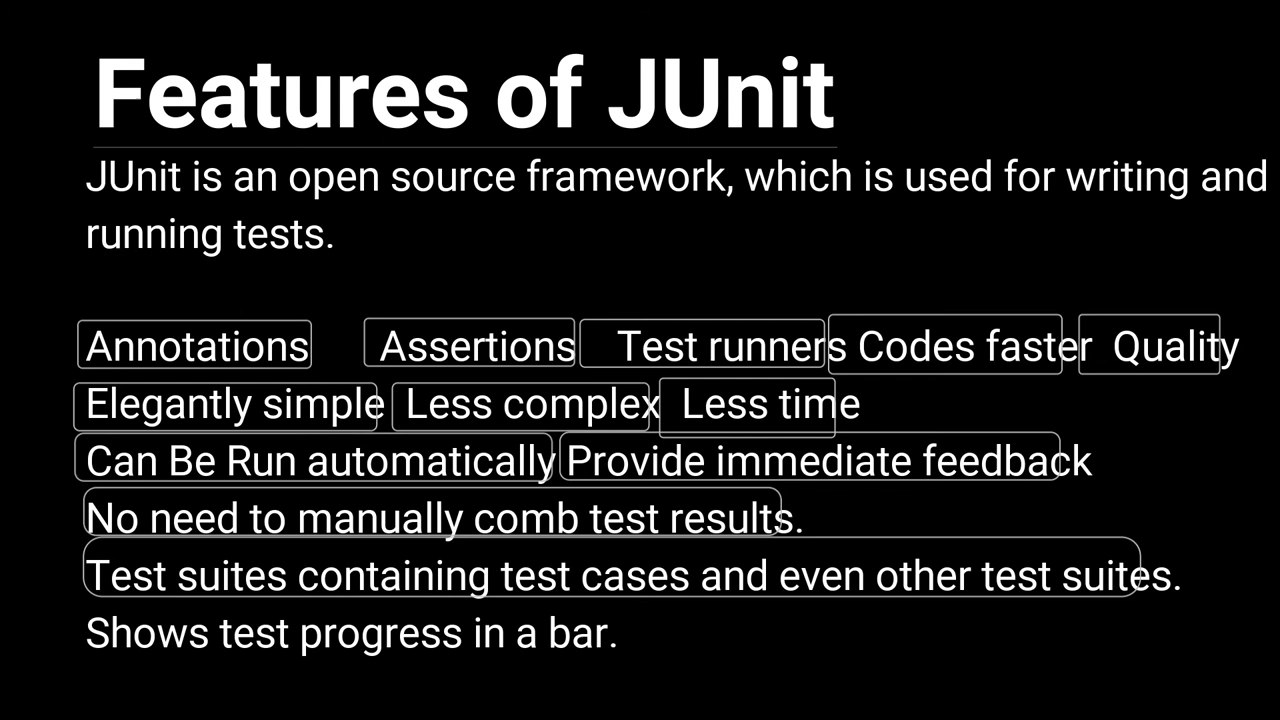 Features of JUnit
JUnit is an open source framework, which is used for writing and
running tests.
Annotations Assertions Test runners Codes faster Quality
Elegantly simple Less complex Less time
Can Be Run automatically Provide immediate feedback
No need to manually comb test results.
Test suites containing test cases and even other test suites.
Shows test progress in a bar.